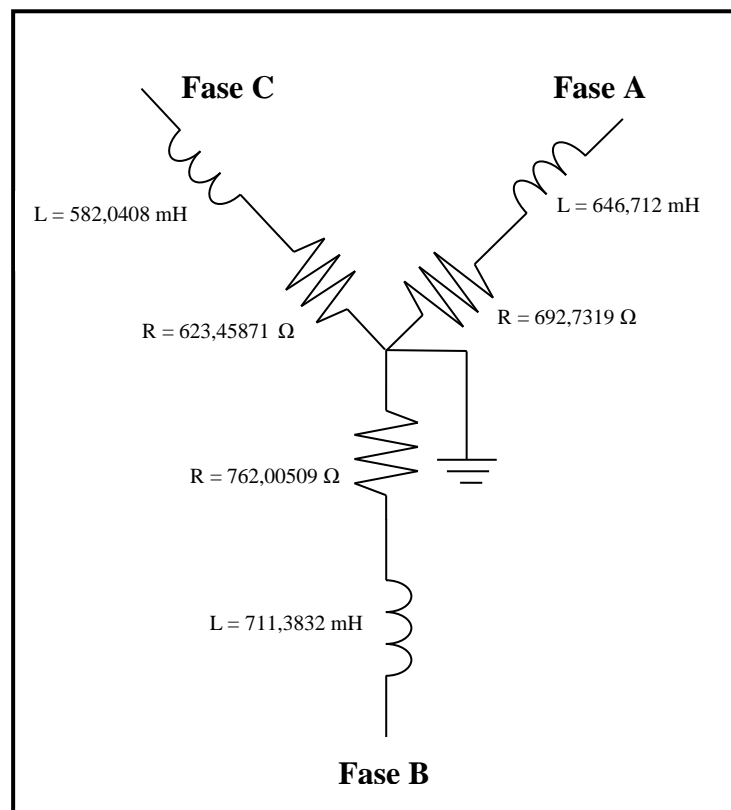 Fase C
Fase A
L = 582,0408 mH
L = 646,712 mH
R = 623,45871 Ω
R = 692,7319 Ω
R = 762,00509 Ω
L = 711,3832 mH
Fase B